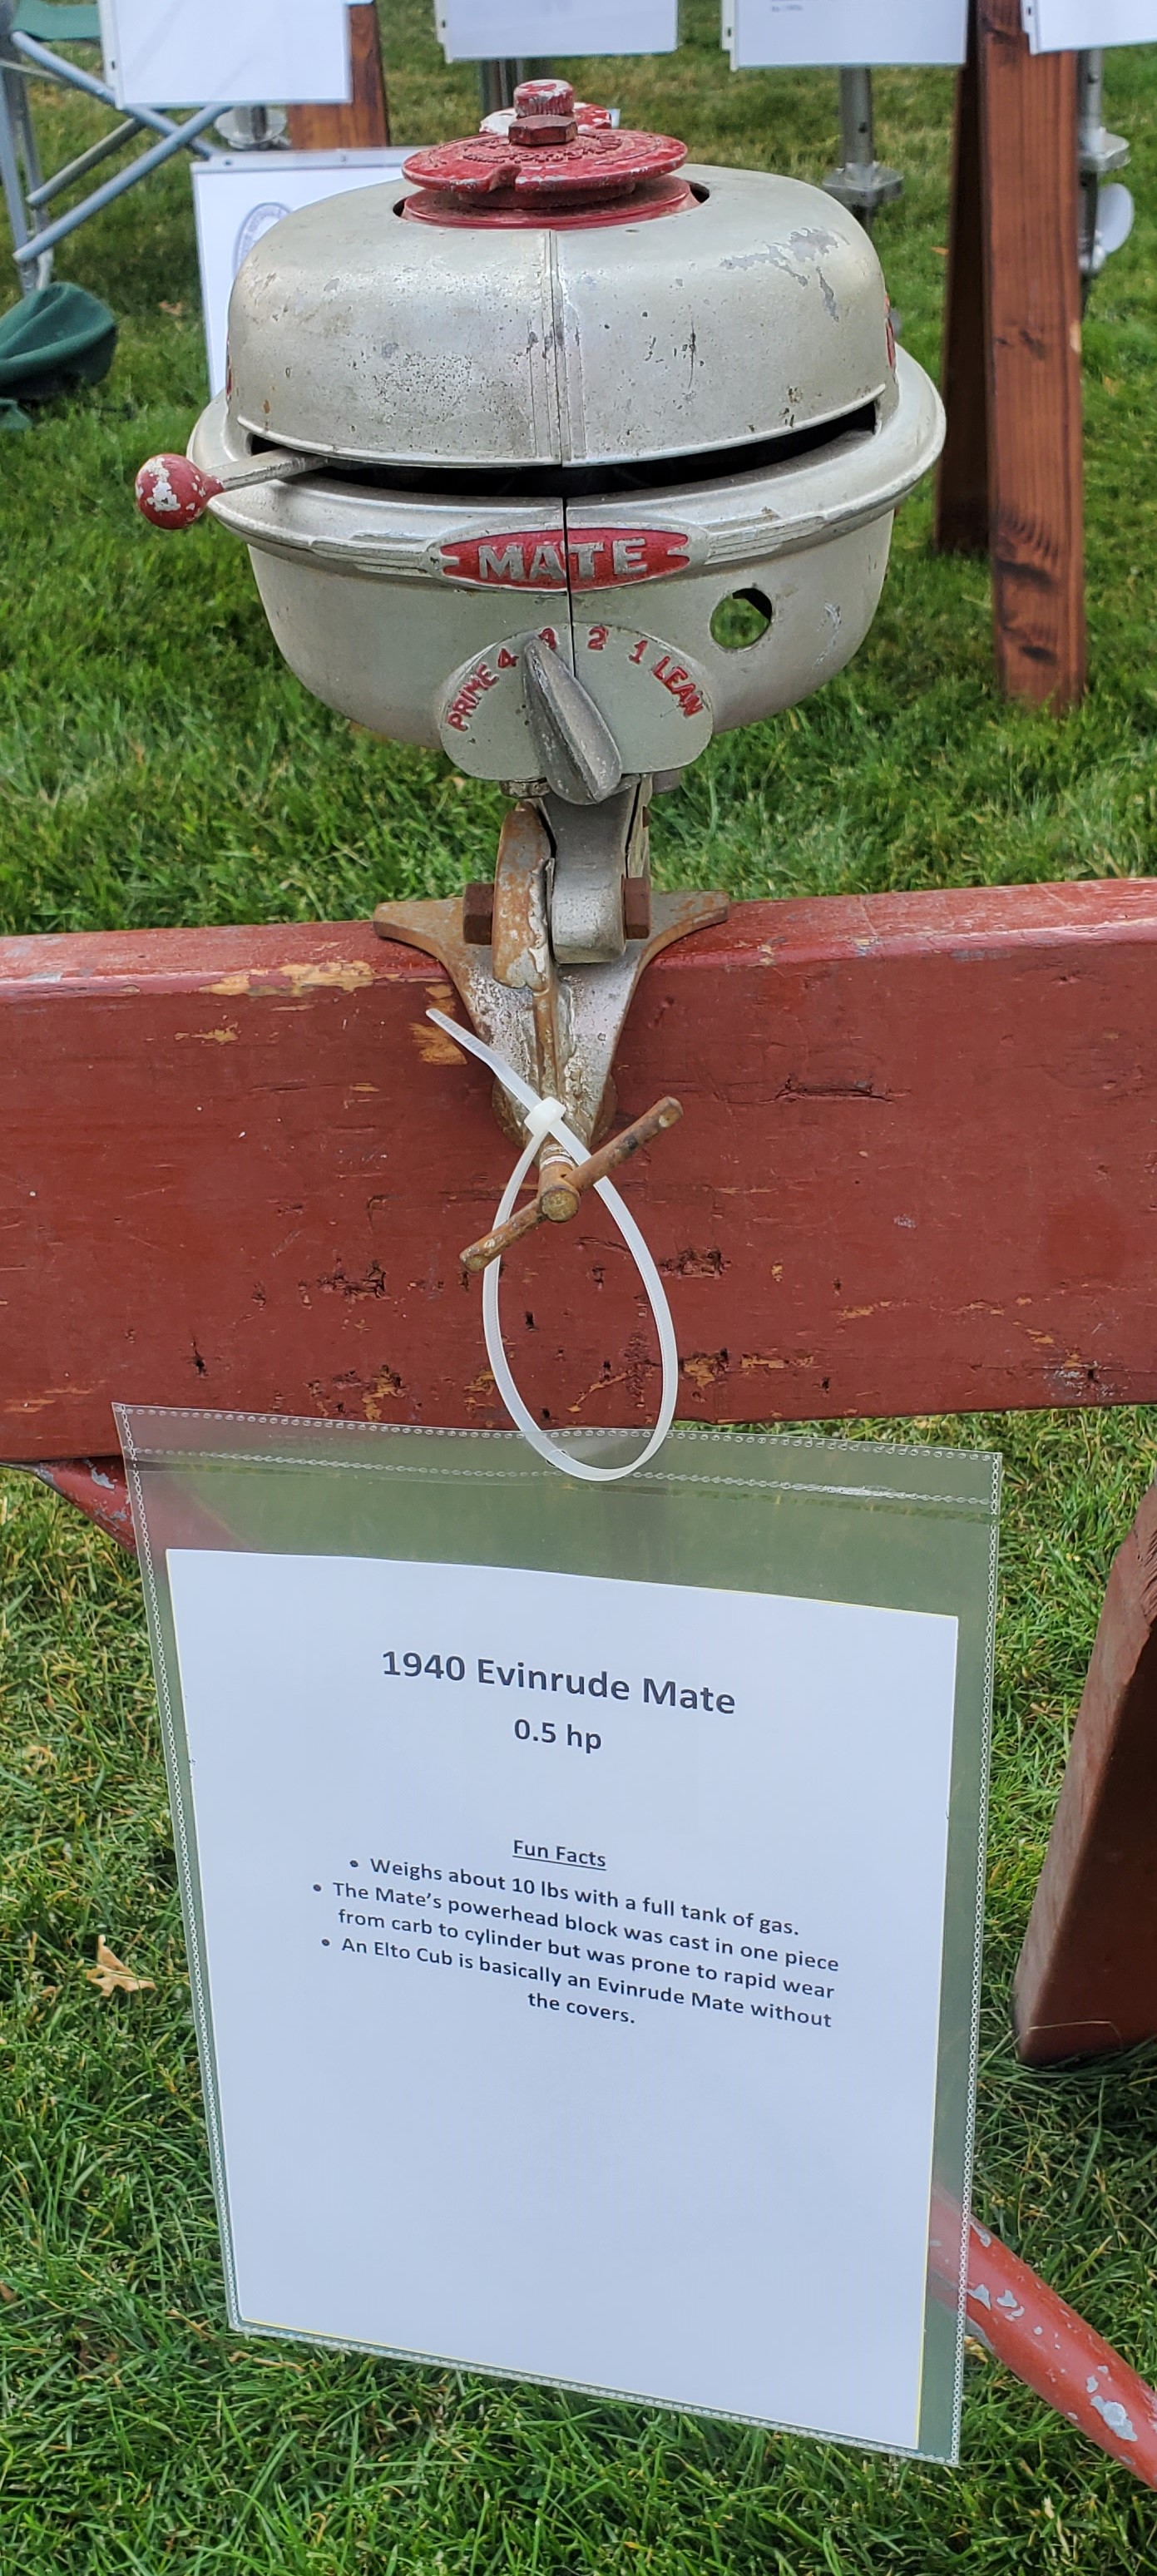 MATE
PRIME 4 3 2 1 LEAN
1940 Evinrude Mate
0.5 hp
Fun Facts
• Weighs about 10 lbs with a full tank of gas.
• The Mate's powerhead block was cast in one piece
from carb to cylinder but was prone to rapid wear
• An Elto Cub is basically an Evinrude Mate without
the covers.